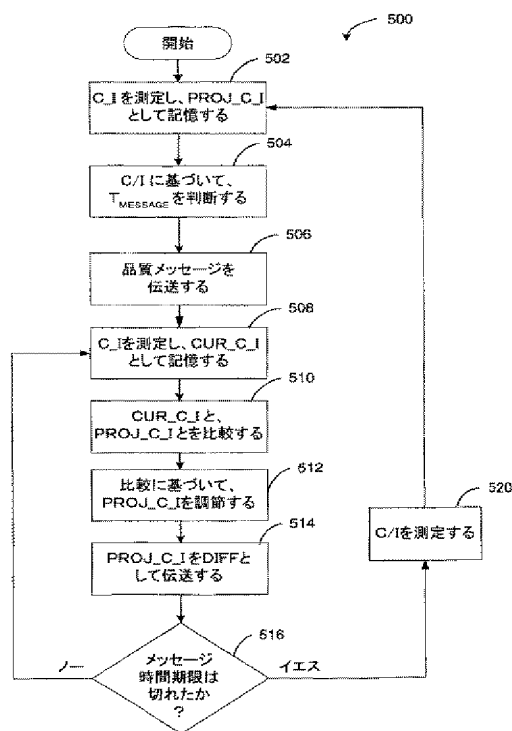 500
開始
502
C_Iを測定し、PROJ_C_I
として記憶する
504
C/Iに基づいて、
TMESSAGEを判断する
506
品質メッセージを
伝送する
508
C_Iを測定し、CUR_C_I
として記憶する
510
CUR_C_Iと、
PROJ_C_Iとを比較する
512
比較に基づいて、
PROJ_C_Iを調節する
514
PROJ_C_IをDIFFと
して伝送する
516
メッセージ
時間期限は
切れたか
?
ノー
イエス
520
C/Iを測定する